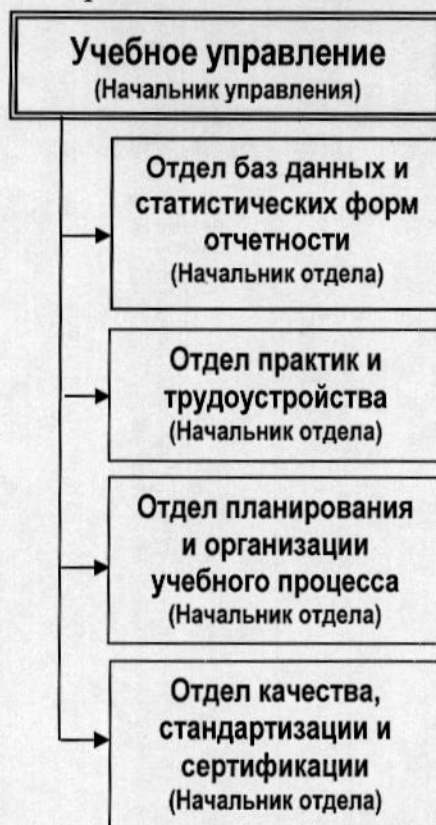 Учебное управление
(Начальник управления)
Отдел баз данных и
статистических форм
отчетности
(Начальник отдела)
Отдел практик и
трудоустройства
(Начальник отдела)
Отдел планирования
и организации
учебного процесса
(Начальник отдела)
Отдел качества,
стандартизации и
сертификации
(Начальник отдела)